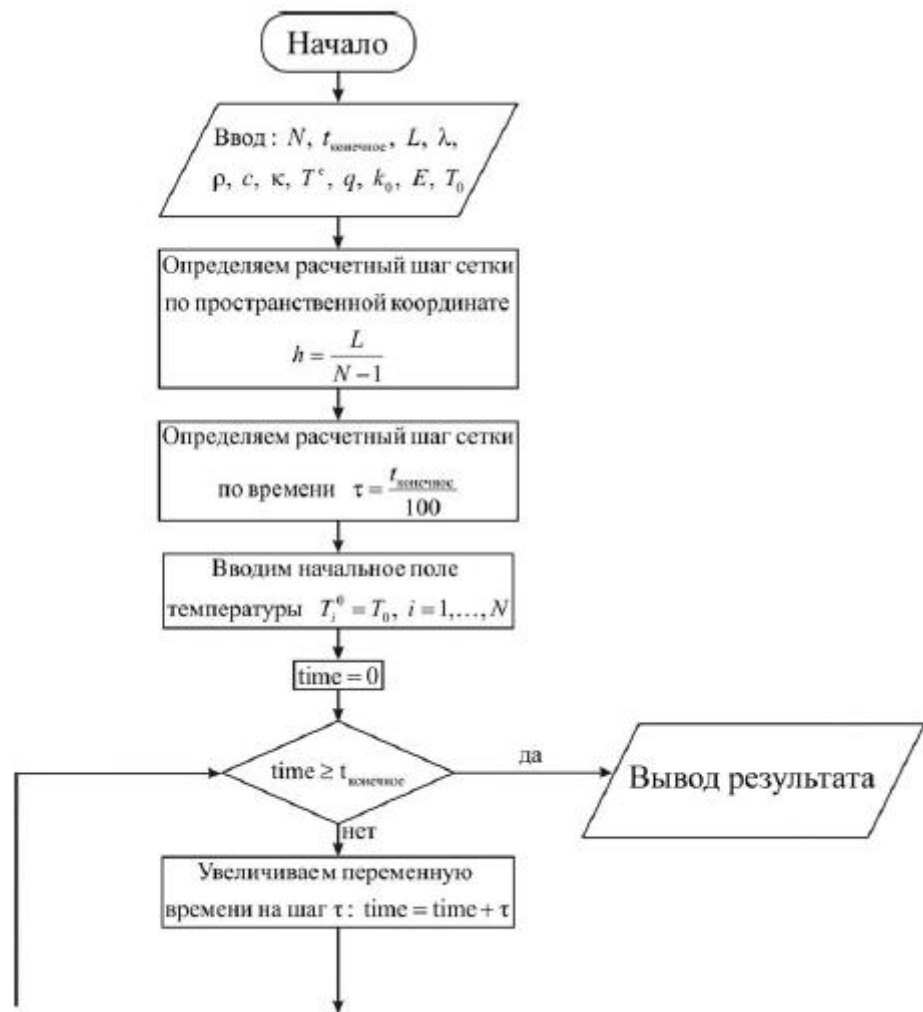 Начало
Ввод: N, t_конечное, L, λ,
ρ, c, κ, T^e, q, k_0, E, T_0
Определяем расчетный шаг сетки
по пространственной координате
h = L / (N − 1)
Определяем расчетный шаг сетки
по времени τ = t_конечное / 100
Вводим начальное поле
температуры T_i^0 = T_0, i = 1,…, N
time = 0
time ≥ t_конечное
да
Вывод результата
нет
Увеличиваем переменную
времени на шаг τ: time = time + τ